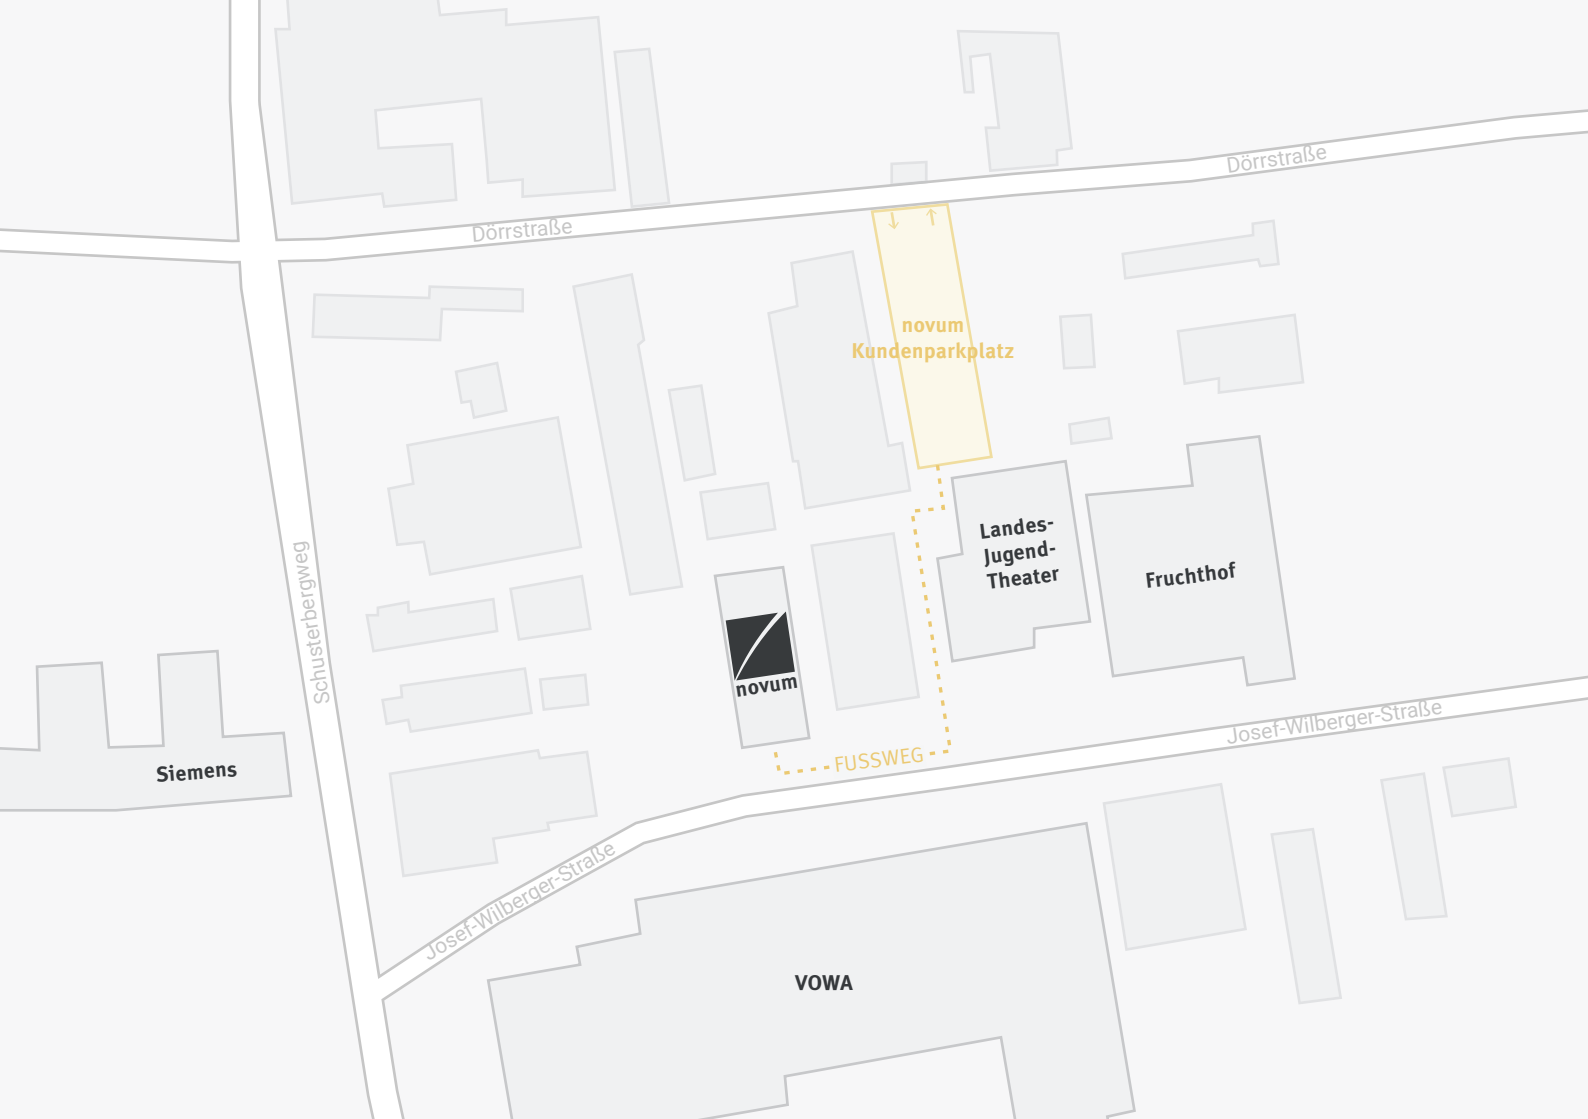 Dörrstraße
Dörrstraße
novum
Kundenparkplatz
Landes-
Jugend-
Theater
Fruchthof
Schusterbergweg
novum
Josef-Wilberger-Straße
FUSSWEG
Siemens
Josef-Wilberger-Straße
VOWA